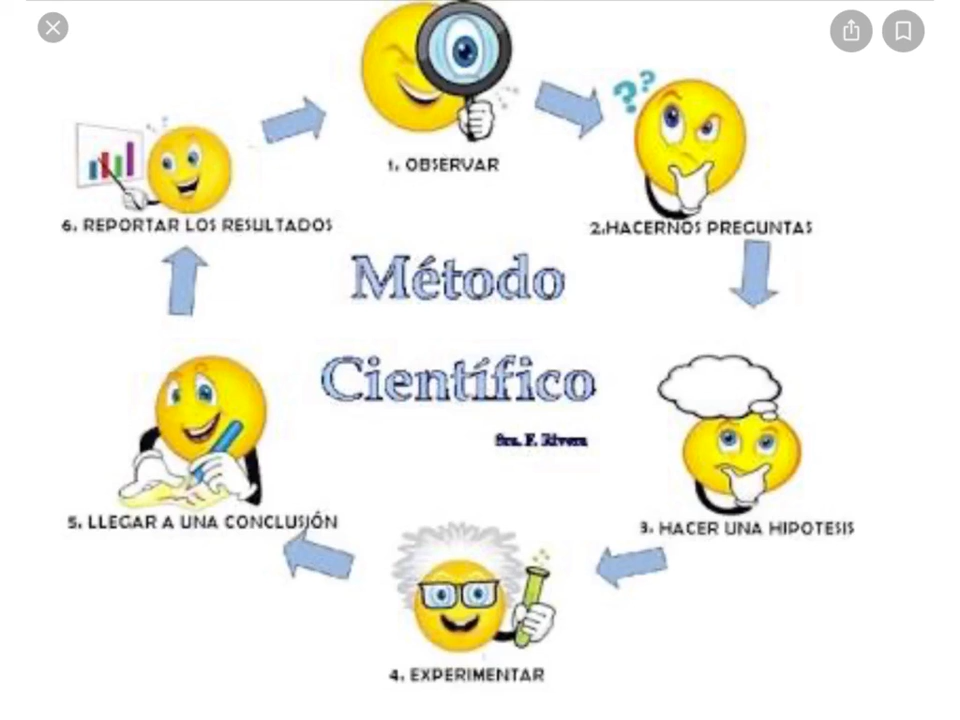 1. OBSERVAR
2.HACERNOS PREGUNTAS
3. HACER UNA HIPOTESIS
4. EXPERIMENTAR
5. LLEGAR A UNA CONCLUSIÓN
6. REPORTAR LOS RESULTADOS
Método
Científico
Sra. F. Rivera
??